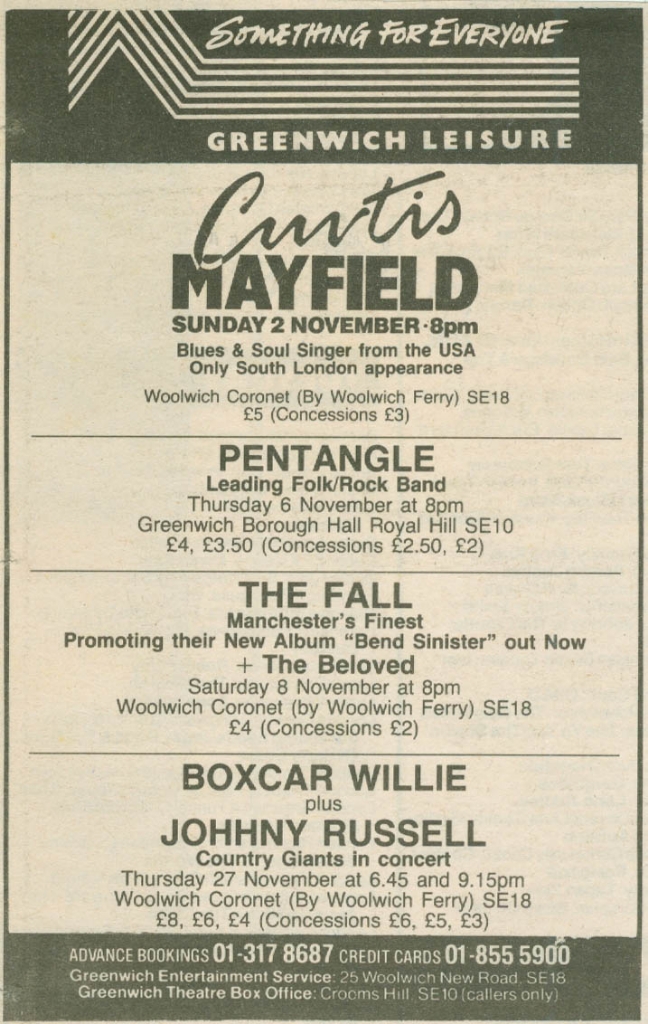 SOMETHING FOR EVERYONE
GREENWICH LEISURE
Curtis
MAYFIELD
SUNDAY 2 NOVEMBER · 8pm
Blues & Soul Singer from the USA
Only South London appearance
Woolwich Coronet (By Woolwich Ferry) SE18
£5 (Concessions £3)
PENTANGLE
Leading Folk/Rock Band
Thursday 6 November at 8pm
Greenwich Borough Hall Royal Hill SE10
£4, £3.50 (Concessions £2.50, £2)
THE FALL
Manchester's Finest
Promoting their New Album "Bend Sinister" out Now
+ The Beloved
Saturday 8 November at 8pm
Woolwich Coronet (by Woolwich Ferry) SE18
£4 (Concessions £2)
BOXCAR WILLIE
plus
JOHHNY RUSSELL
Country Giants in concert
Thursday 27 November at 6.45 and 9.15pm
Woolwich Coronet (By Woolwich Ferry) SE18
£8, £6, £4 (Concessions £6, £5, £3)
ADVANCE BOOKINGS 01-317 8687 CREDIT CARDS 01-855 5900
Greenwich Entertainment Service: 25 Woolwich New Road, SE18
Greenwich Theatre Box Office: Crooms Hill, SE10 (callers only)